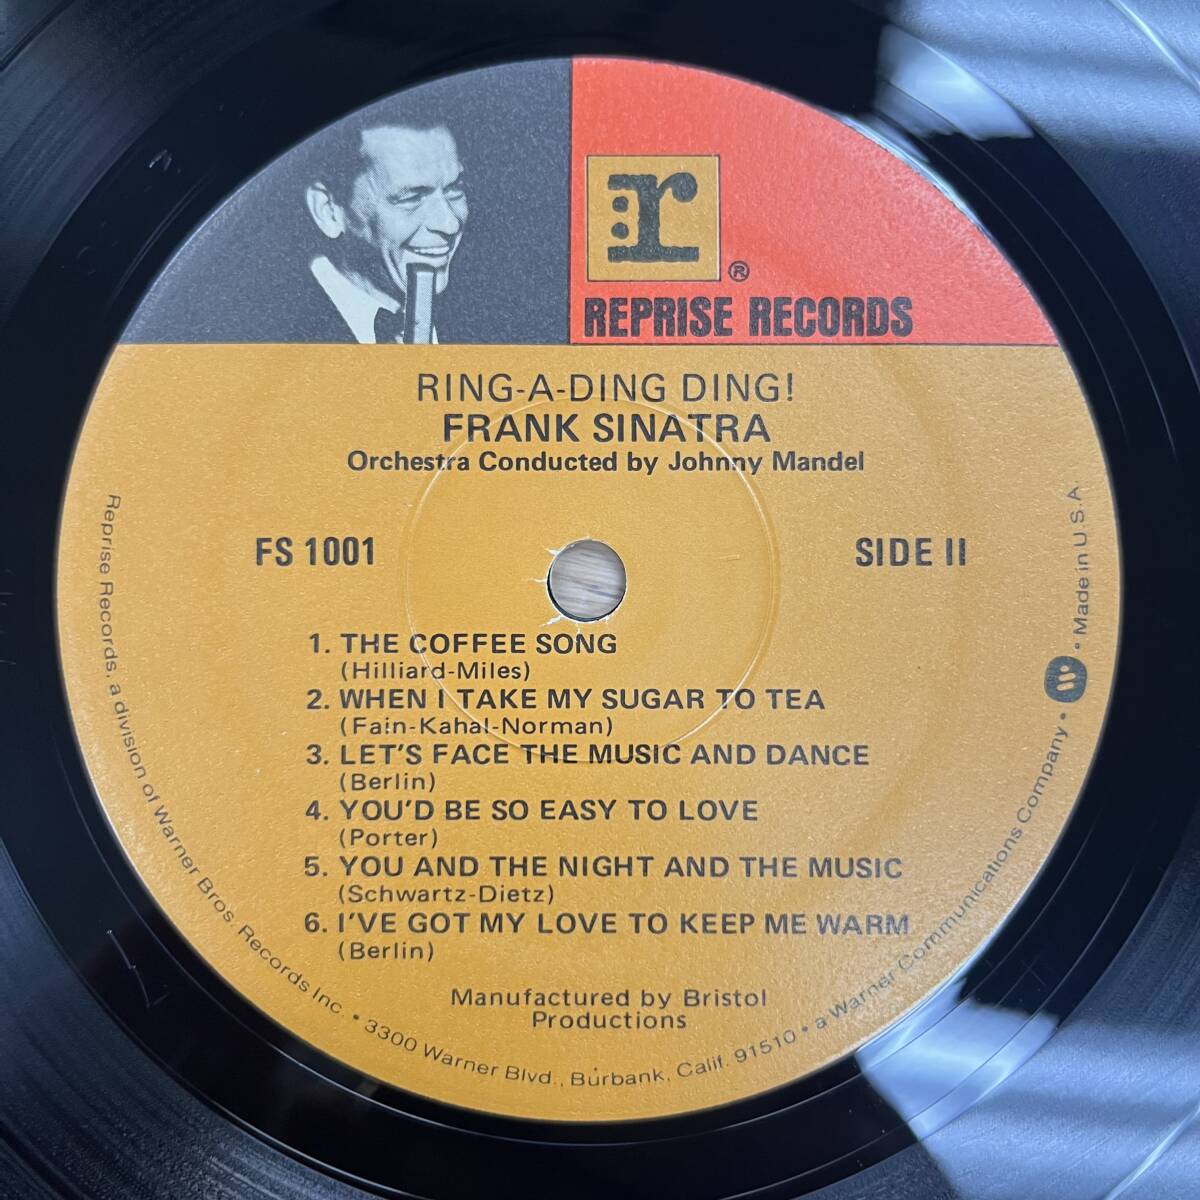 r
®
REPRISE RECORDS
RING-A-DING DING!
FRANK SINATRA
Orchestra Conducted by Johnny Mandel
FS 1001
SIDE II
1. THE COFFEE SONG
(Hilliard-Miles)
2. WHEN I TAKE MY SUGAR TO TEA
(Fain-Kahal-Norman)
3. LET'S FACE THE MUSIC AND DANCE
(Berlin)
4. YOU'D BE SO EASY TO LOVE
(Porter)
5. YOU AND THE NIGHT AND THE MUSIC
(Schwartz-Dietz)
6. I'VE GOT MY LOVE TO KEEP ME WARM
(Berlin)
Manufactured by Bristol
Productions
Reprise Records, a division of Warner Bros. Records Inc. • 3300 Warner Blvd., Burbank, Calif. 91510 • a Warner Communications Company • W • Made in U.S.A.